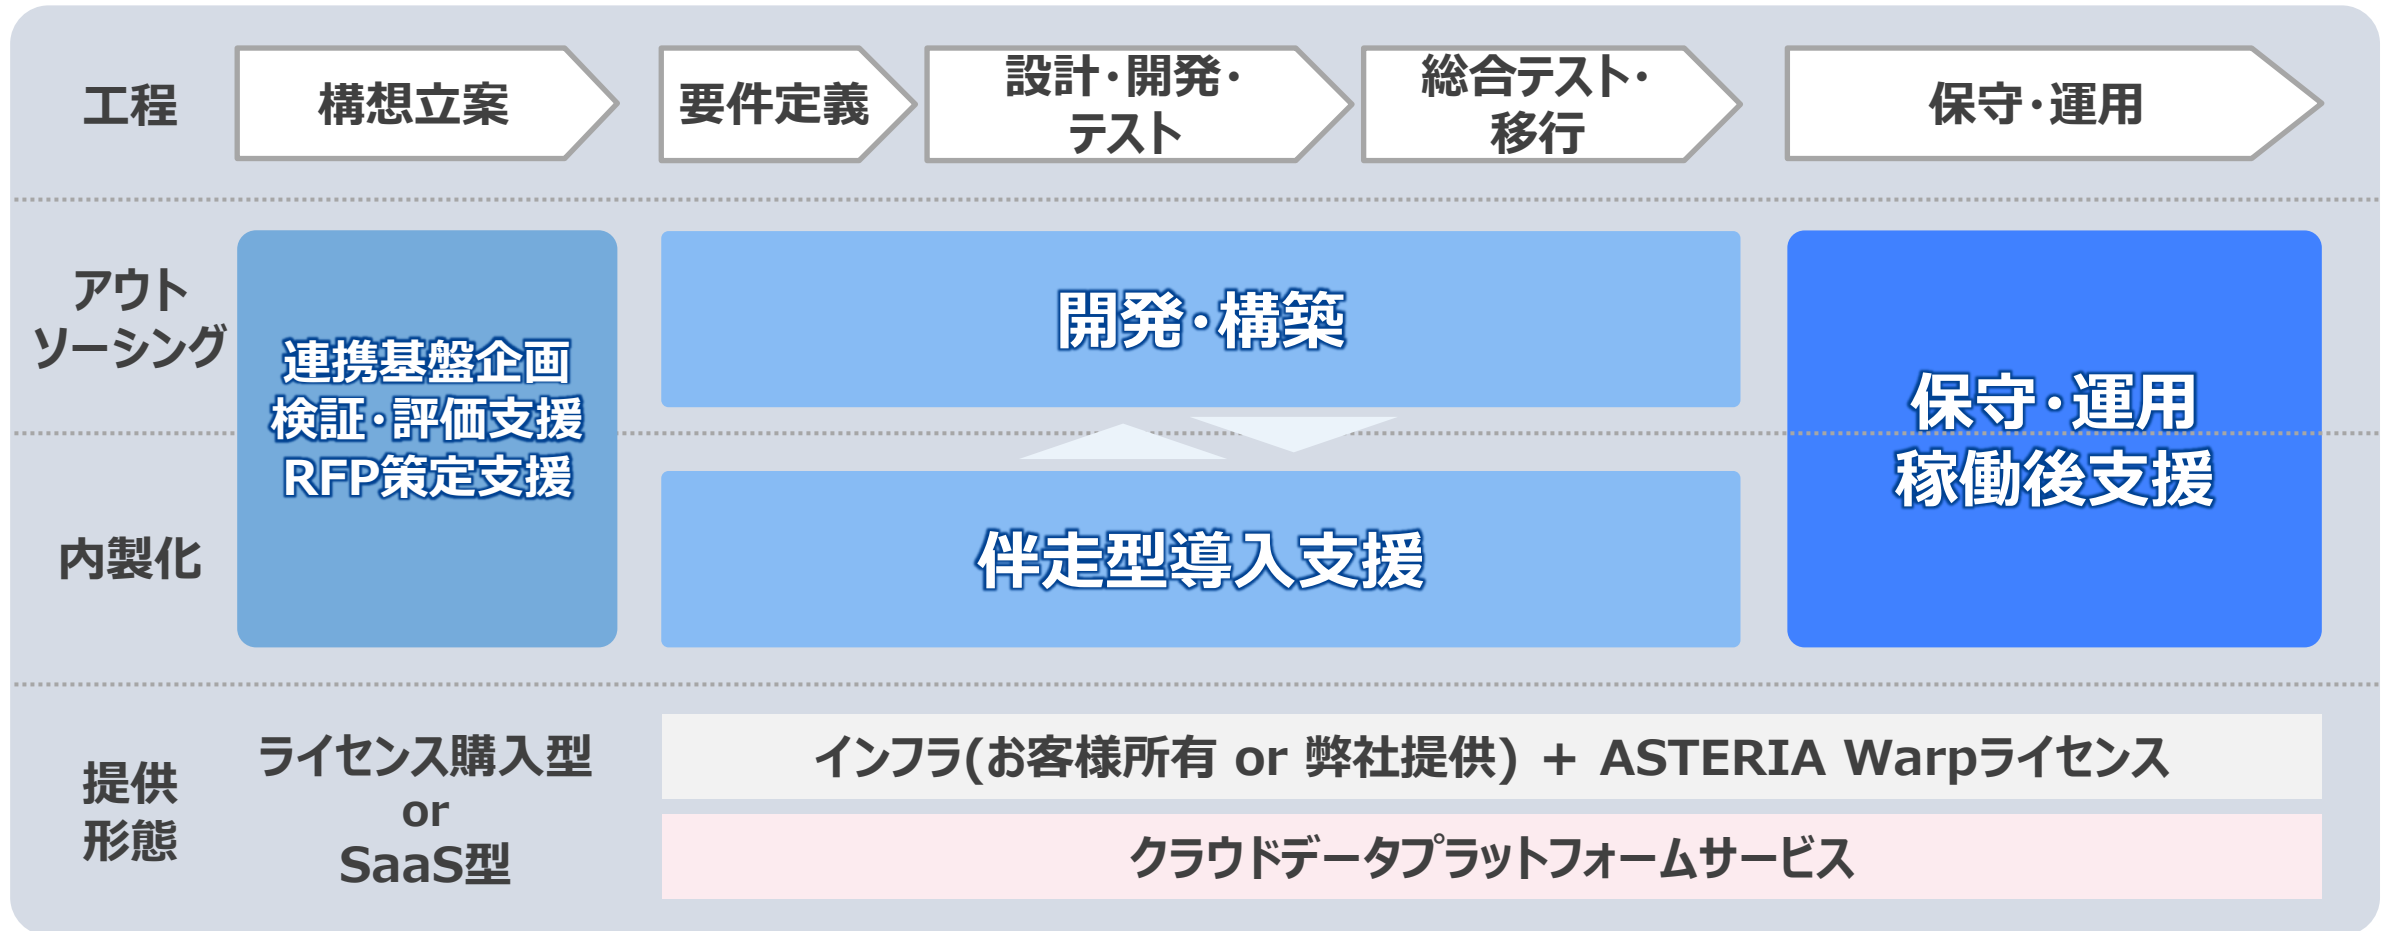 工程
構想立案
要件定義
設計・開発・
テスト
総合テスト・
移行
保守・運用
アウト
ソーシング
連携基盤企画
検証・評価支援
RFP策定支援
開発・構築
保守・運用
稼働後支援
内製化
伴走型導入支援
提供
形態
ライセンス購入型
or
SaaS型
インフラ(お客様所有 or 弊社提供) + ASTERIA Warpライセンス
クラウドデータプラットフォームサービス